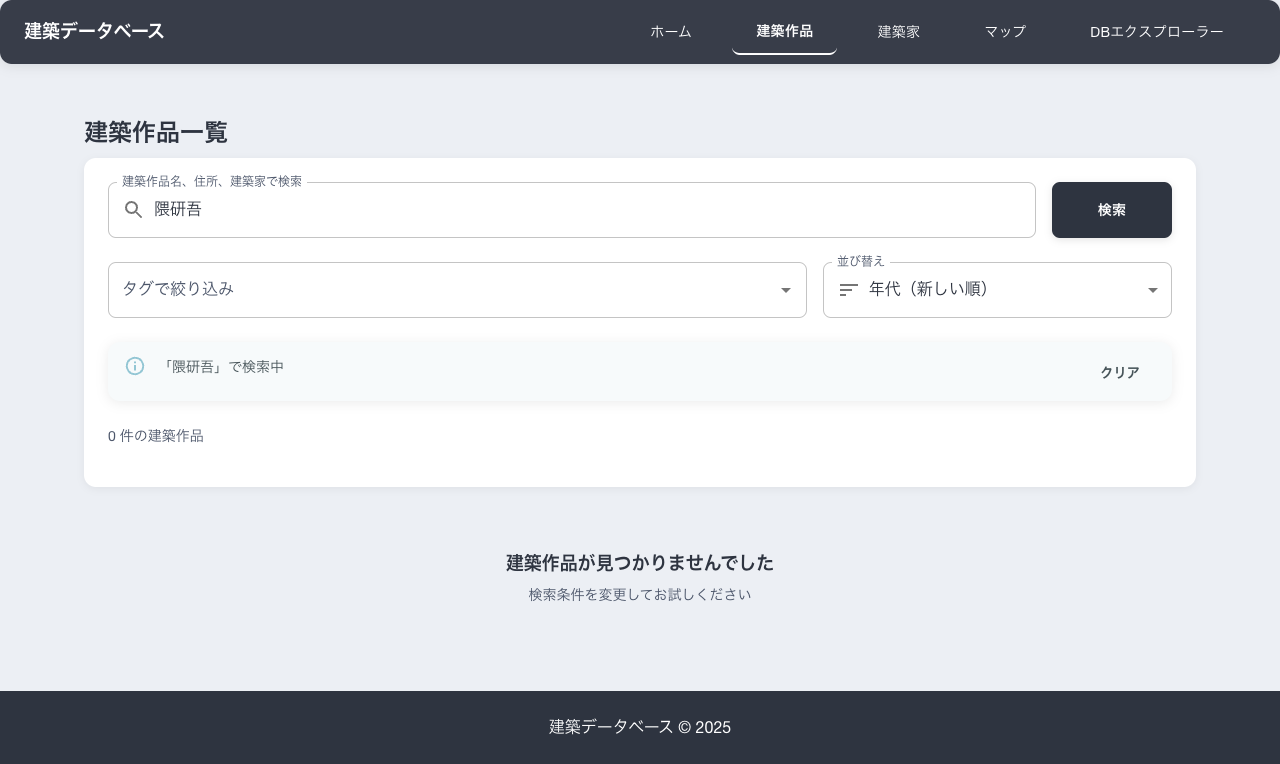 建築データベース
ホーム
建築作品
建築家
マップ
DBエクスプローラー
建築作品一覧
建築作品名、住所、建築家で検索
隈研吾
検索
タグで絞り込み
並び替え
年代（新しい順）
「隈研吾」で検索中
クリア
0 件の建築作品
建築作品が見つかりませんでした
検索条件を変更してお試しください
建築データベース © 2025